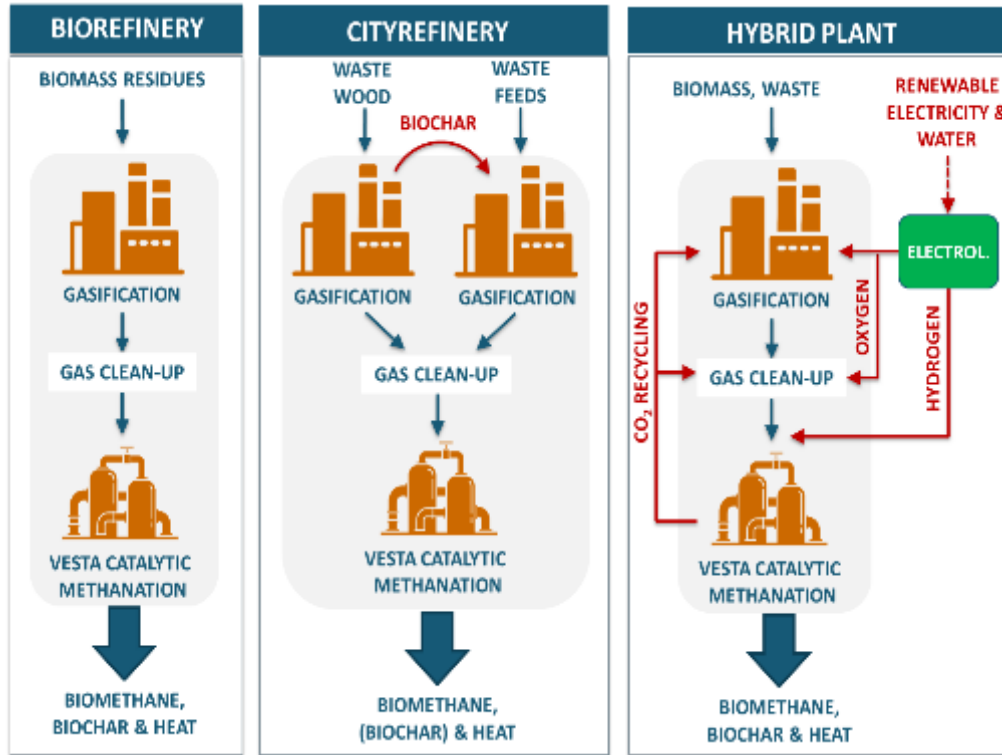 BIOREFINERY
BIOMASS RESIDUES
GASIFICATION
GAS CLEAN-UP
VESTA CATALYTIC
METHANATION
BIOMETHANE,
BIOCHAR & HEAT
CITYREFINERY
WASTE
WOOD
WASTE
FEEDS
BIOCHAR
GASIFICATION
GASIFICATION
GAS CLEAN-UP
VESTA CATALYTIC
METHANATION
BIOMETHANE,
(BIOCHAR) & HEAT
HYBRID PLANT
BIOMASS, WASTE
RENEWABLE
ELECTRICITY &
WATER
ELECTROL.
GASIFICATION
OXYGEN
HYDROGEN
CO₂ RECYCLING
GAS CLEAN-UP
VESTA CATALYTIC
METHANATION
BIOMETHANE,
BIOCHAR & HEAT